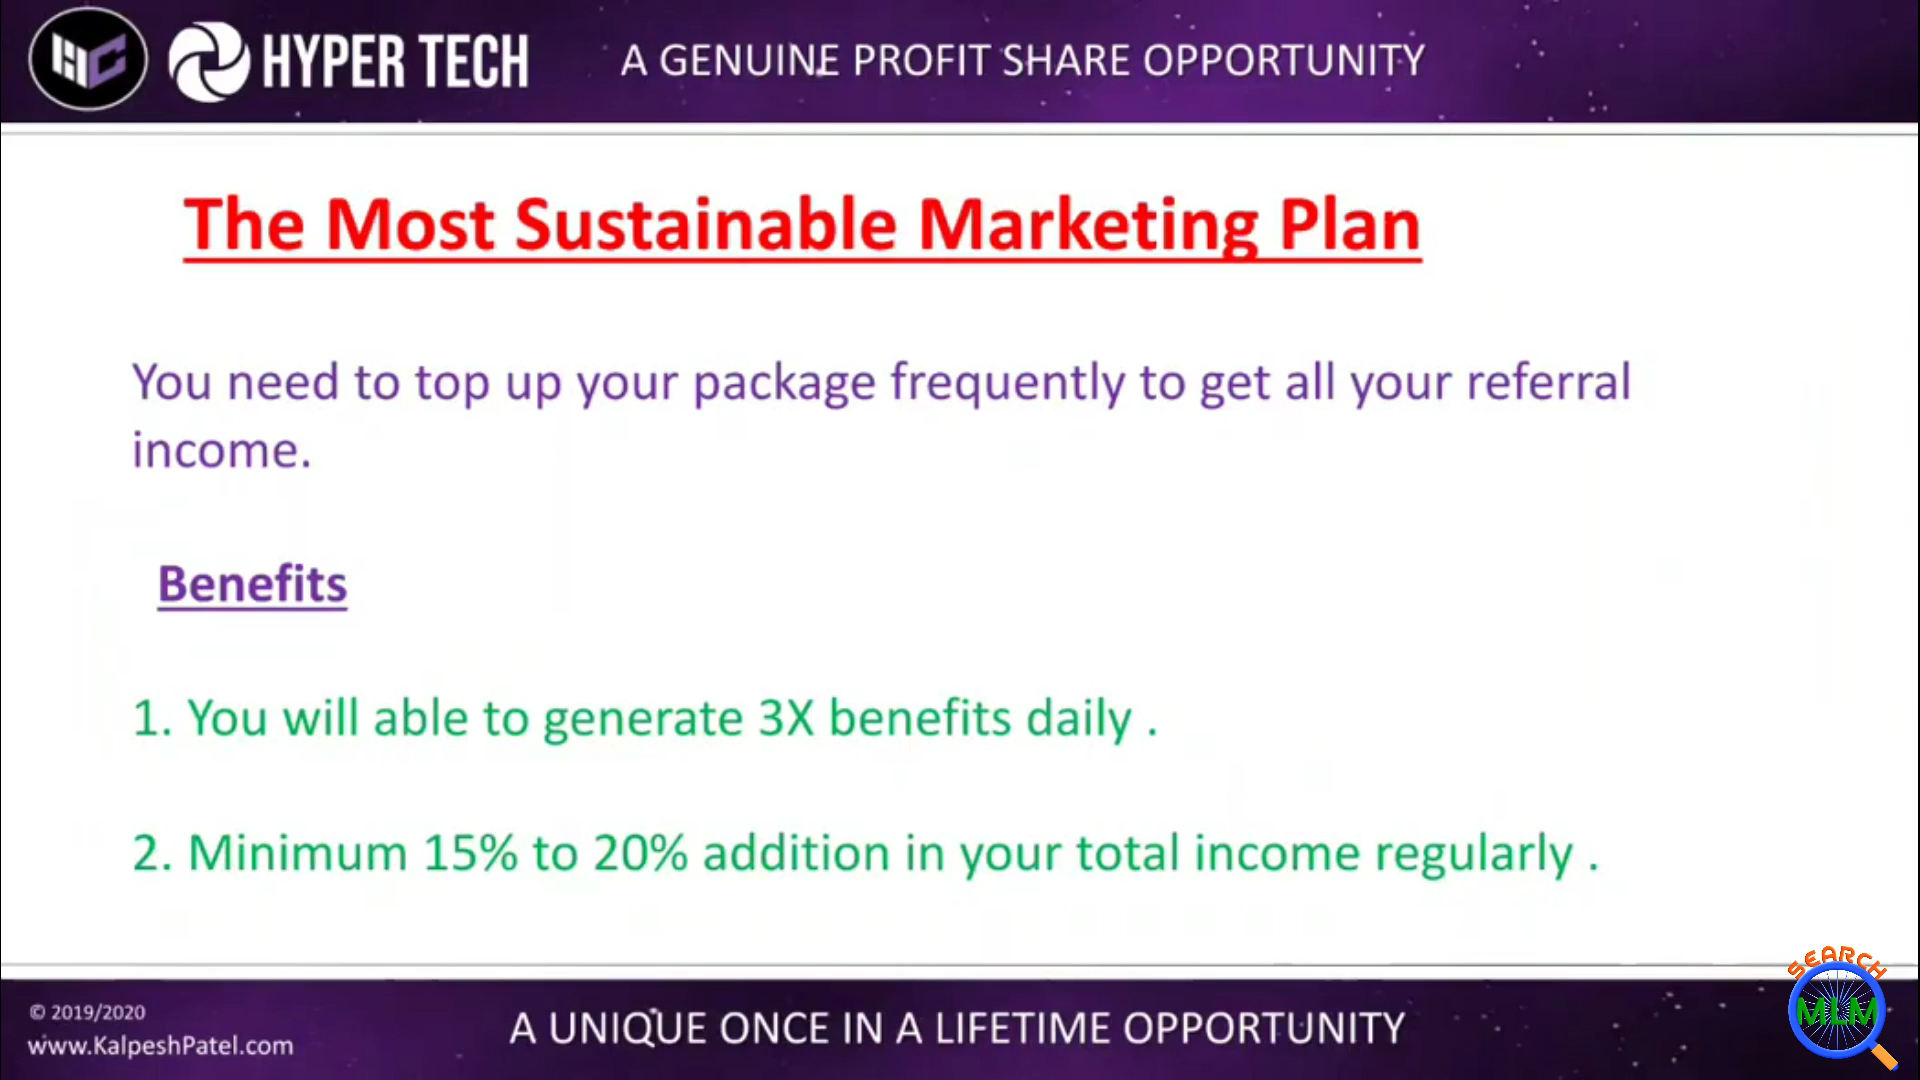 HC HYPER TECH A GENUINE PROFIT SHARE OPPORTUNITY
The Most Sustainable Marketing Plan
You need to top up your package frequently to get all your referral
income.
Benefits
1. You will able to generate 3X benefits daily .
2. Minimum 15% to 20% addition in your total income regularly .
© 2019/2020
www.KalpeshPatel.com
A UNIQUE ONCE IN A LIFETIME OPPORTUNITY
SEARCH
MLM